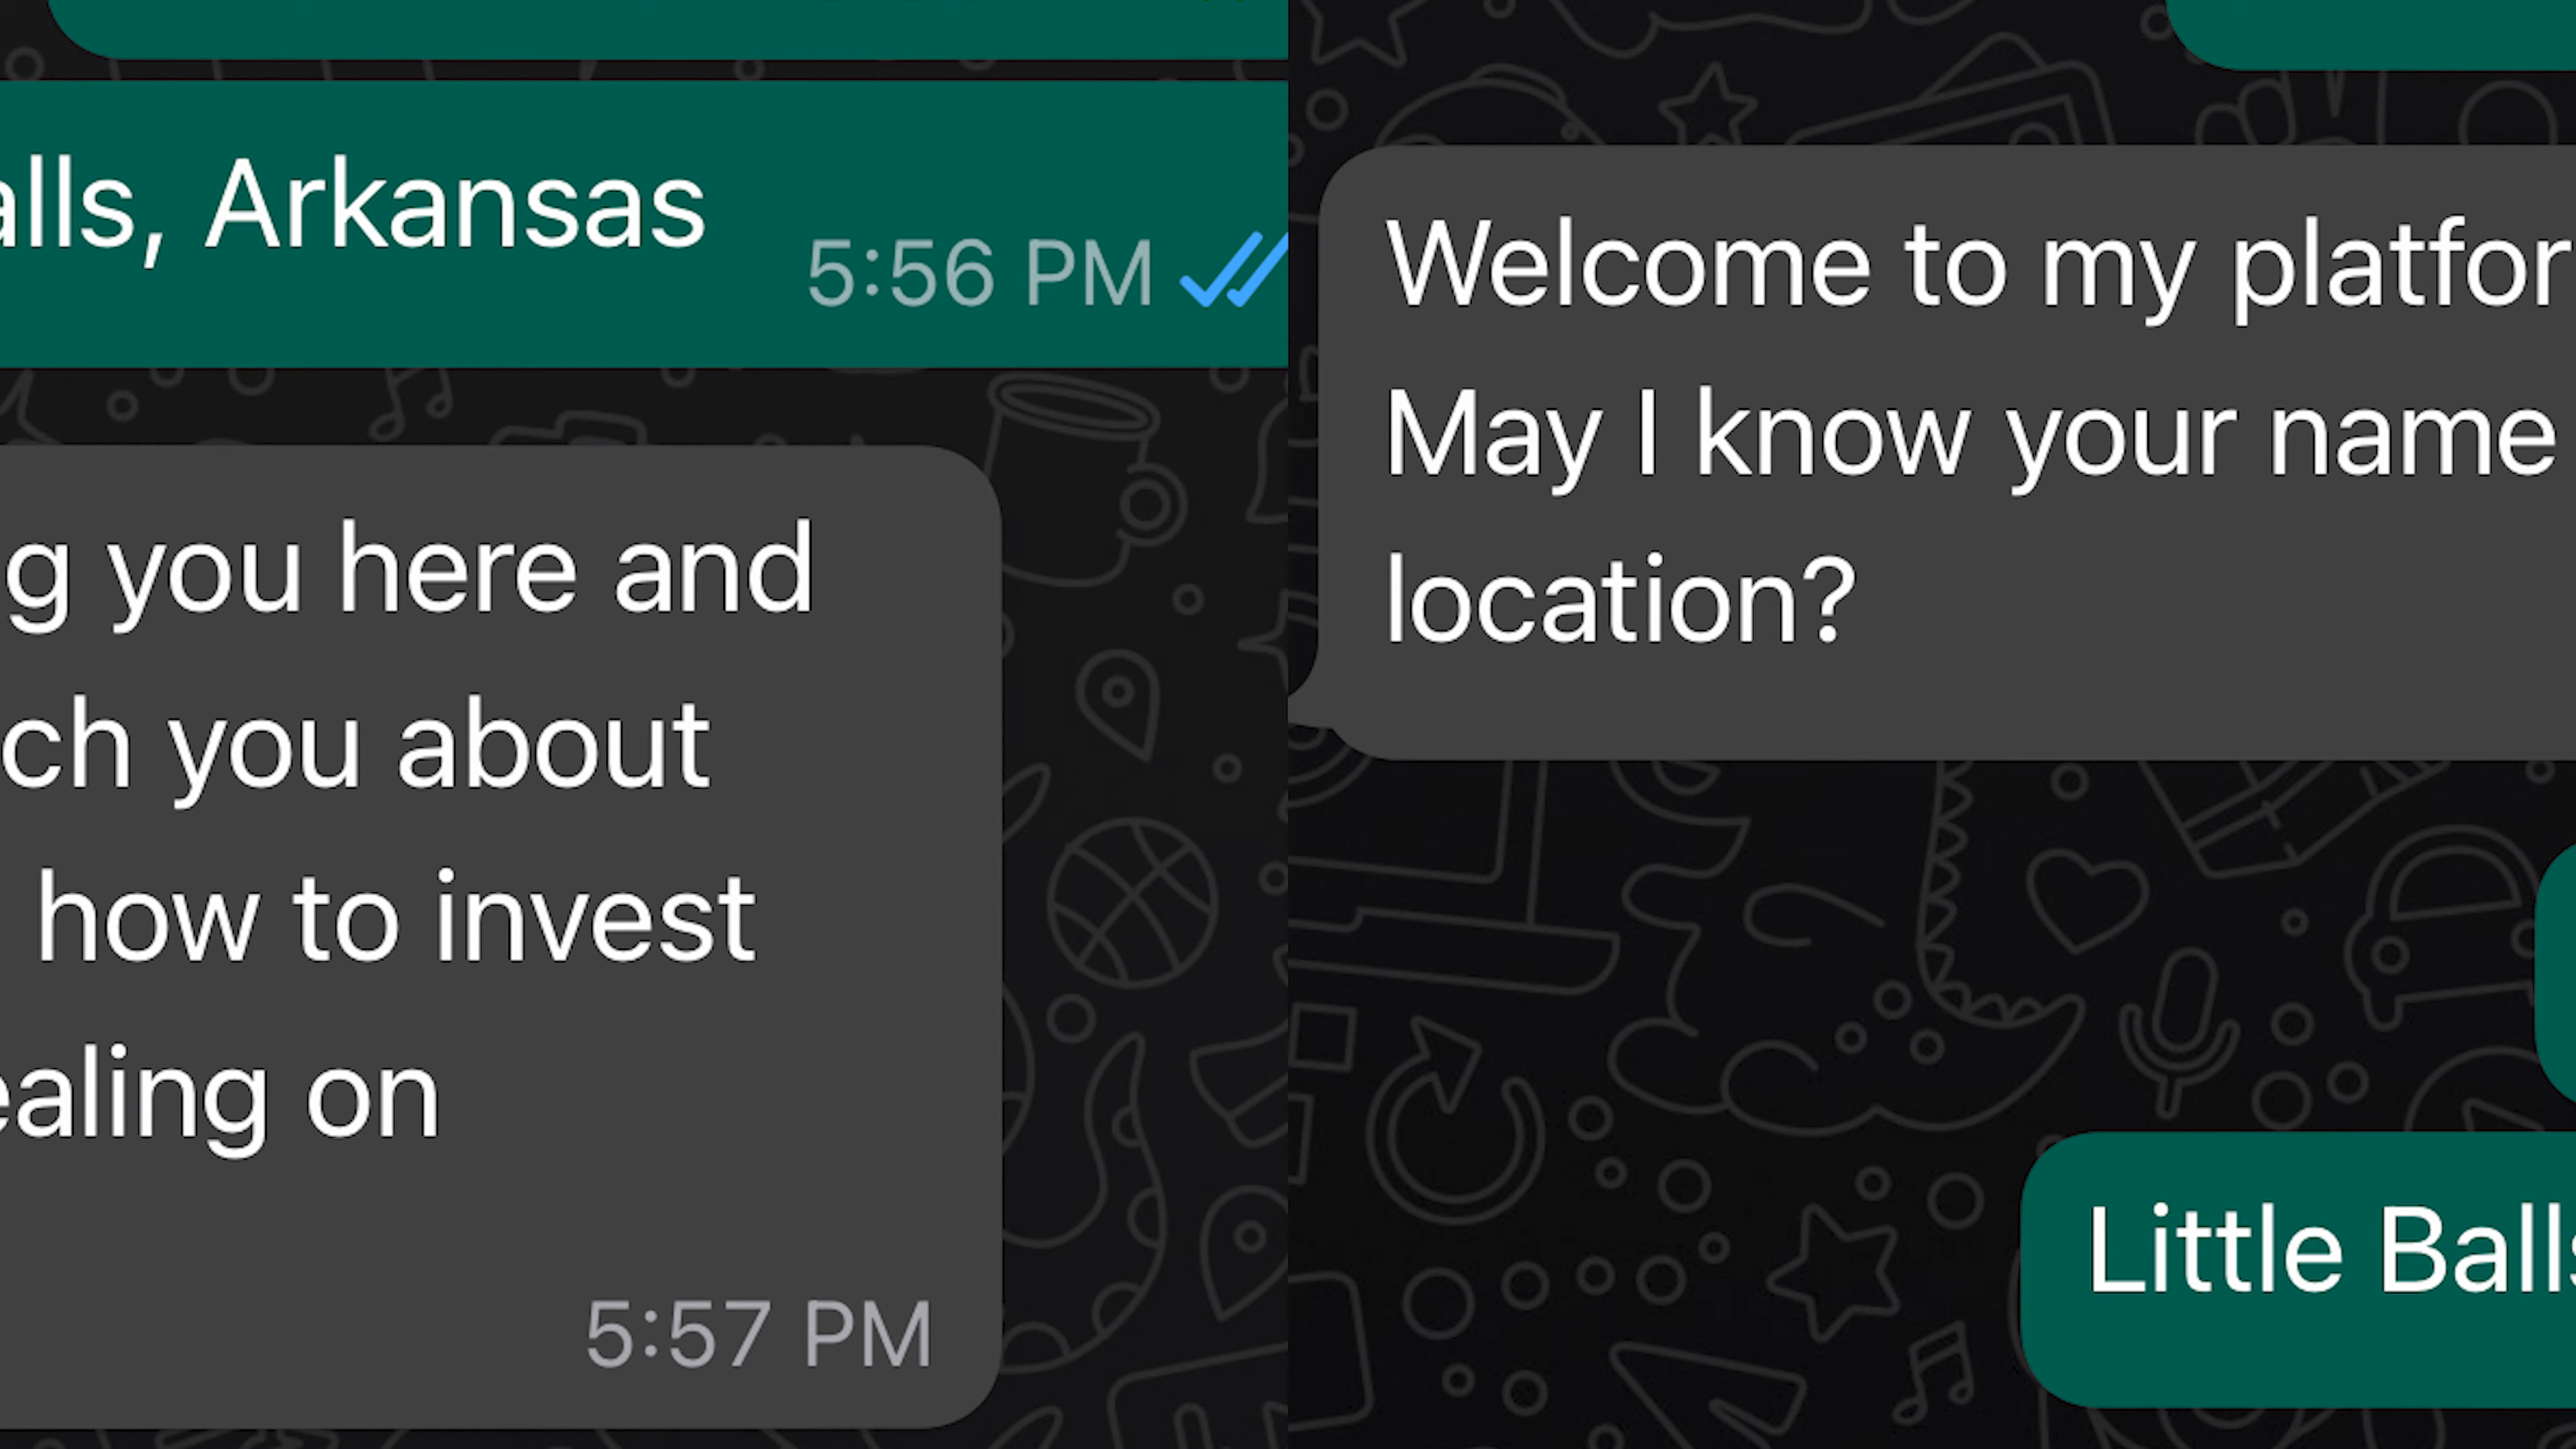 alls, Arkansas
5:56 PM
g you here and
ch you about
how to invest
ealing on
5:57 PM
Welcome to my platfor
May I know your name
location?
Little Balls